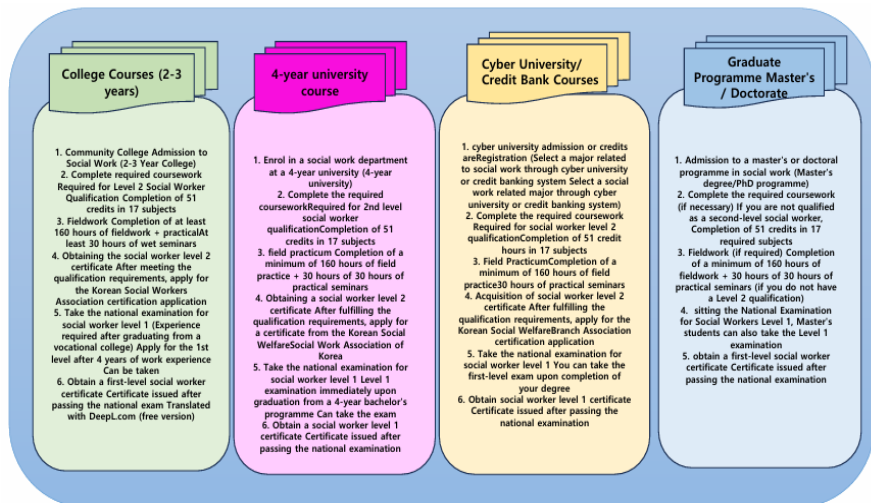 College Courses (2-3
years)
1. Community College Admission to
Social Work (2-3 Year College)
2. Complete required coursework
Required for Level 2 Social Worker
Qualification Completion of 51
credits in 17 subjects
3. Fieldwork Completion of at least
160 hours of fieldwork + practicalAt
least 30 hours of wet seminars
4. Obtaining the social worker level 2
certificate After meeting the
qualification requirements, apply for
the Korean Social Workers
Association certification application
5. Take the national examination for
social worker level 1 (Experience
required after graduating from a
vocational college) Apply for the 1st
level after 4 years of work experience
Can be taken
6. Obtain a first-level social worker
certificate Certificate issued after
passing the national exam Translated
with DeepL.com (free version)
4-year university
course
1. Enrol in a social work department
at a 4-year university (4-year
university)
2. Complete the required
courseworkRequired for 2nd level
social worker
qualificationCompletion of 51
credits in 17 subjects
3. field practicum Completion of a
minimum of 160 hours of field
practice + 30 hours of 30 hours of
practical seminars
4. Obtaining a social worker level 2
certificate After fulfilling the
qualification requirements, apply for
a certificate from the Korean Social
WelfareSocial Work Association of
Korea
5. Take the national examination for
social worker level 1 Level 1
examination immediately upon
graduation from a 4-year bachelor's
programme Can take the exam
6. Obtain a social worker level 1
certificate Certificate issued after
passing the national examination
Cyber University/
Credit Bank Courses
1. cyber university admission or credits
areRegistration (Select a major related
to social work through cyber university
or credit banking system Select a social
work related major through cyber
university or credit banking system)
2. Complete the required coursework
Required for social worker level 2
qualificationCompletion of 51 credit
hours in 17 subjects
3. Field PracticumCompletion of a
minimum of 160 hours of field
practice30 hours of practical seminars
4. Acquisition of social worker level 2
certificate After fulfilling the
qualification requirements, apply for the
Korean Social WelfareBranch Association
certification application
5. Take the national examination for
social worker level 1 You can take the
first-level exam upon completion of
your degree
6. Obtain social worker level 1 certificate
Certificate issued after passing the
national examination
Graduate
Programme Master's
/ Doctorate
1. Admission to a master's or doctoral
programme in social work (Master's
degree/PhD programme)
2. Complete the required coursework
(if necessary) If you are not qualified
as a second-level social worker,
Completion of 51 credits in 17
required subjects
3. Fieldwork (if required) Completion
of a minimum of 160 hours of
fieldwork + 30 hours of 30 hours of
practical seminars (if you do not have
a Level 2 qualification)
4. sitting the National Examination
for Social Workers Level 1, Master's
students can also take the Level 1
examination
5. obtain a first-level social worker
certificate Certificate issued after
passing the national examination